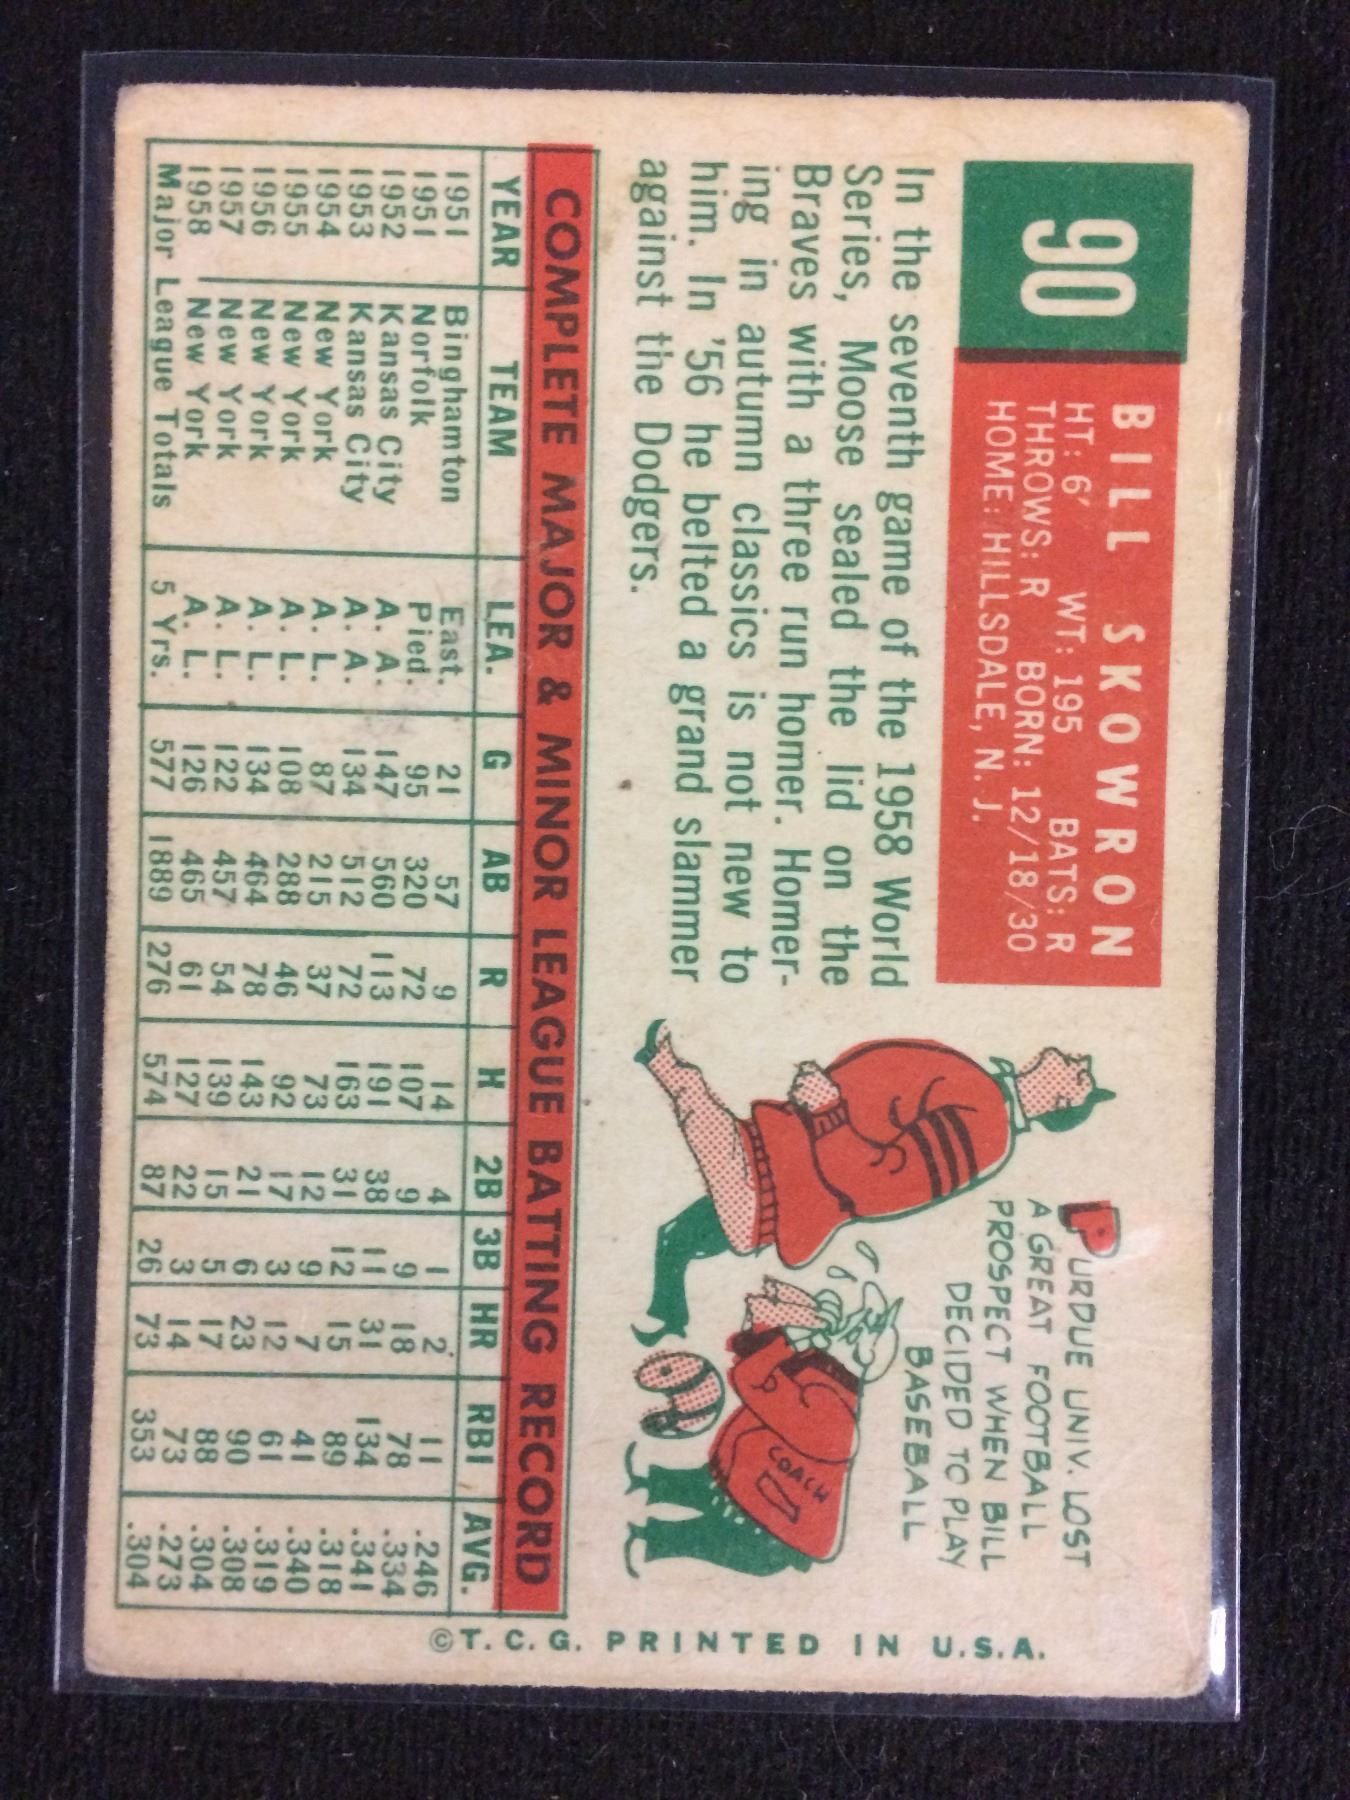 90
BILL SKOWRON
HT: 6' WT: 195 BATS: R
THROWS: R BORN: 12/18/30
HOME: HILLSDALE, N. J.
In the seventh game of the 1958 World
Series, Moose sealed the lid on the
Braves with a three run homer. Homer-
ing in autumn classics is not new to
him. In '56 he belted a grand slammer
against the Dodgers.
PURDUE UNIV. LOST
A GREAT FOOTBALL
PROSPECT WHEN BILL
DECIDED TO PLAY
BASEBALL
COACH
COMPLETE MAJOR & MINOR LEAGUE BATTING RECORD
YEAR TEAM LEA. G AB R H 2B 3B HR RBI AVG.
1951 Binghamton East. 21 57 9 14 4 1 2 11 .246
1951 Norfolk Pied. 95 320 72 107 9 9 18 78 .334
1952 Kansas City A. A. 147 560 113 191 38 11 31 134 .341
1953 Kansas City A. A. 134 512 72 163 31 12 15 89 .318
1954 New York A. L. 87 215 37 73 12 9 7 41 .340
1955 New York A. L. 108 288 46 92 17 3 12 61 .319
1956 New York A. L. 134 464 78 143 21 6 23 90 .308
1957 New York A. L. 122 457 54 139 15 5 17 88 .304
1958 New York A. L. 126 465 61 127 22 3 14 73 .273
Major League Totals 5 Yrs. 577 1889 276 574 87 26 73 353 .304
©T. C. G. PRINTED IN U.S.A.